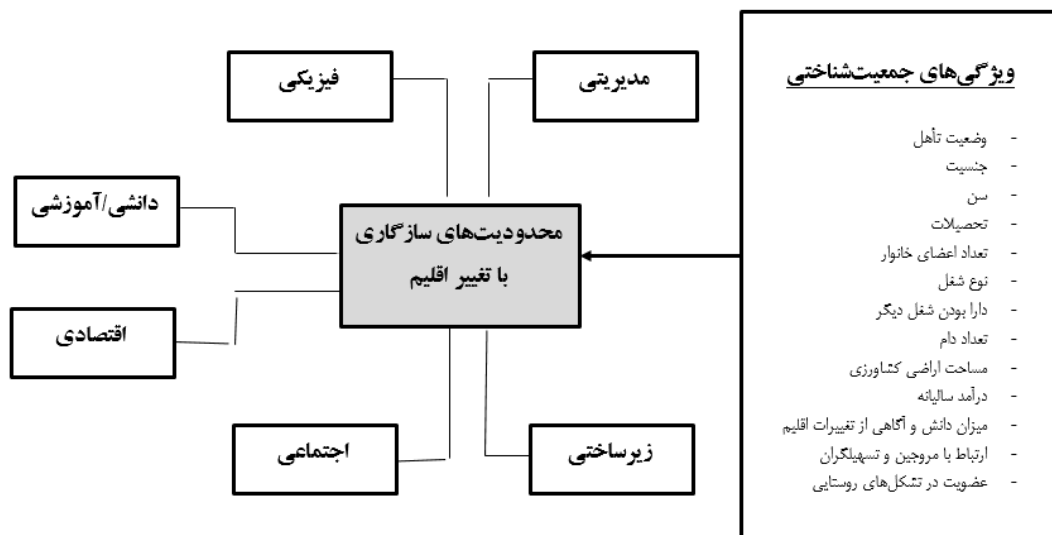 ویژگی‌های جمعیت‌شناختی
- وضعیت تأهل
- جنسیت
- سن
- تحصیلات
- تعداد اعضای خانوار
- نوع شغل
- دارا بودن شغل دیگر
- تعداد دام
- مساحت اراضی کشاورزی
- درآمد سالیانه
- میزان دانش و آگاهی از تغییرات اقلیم
- ارتباط با مروجین و تسهیلگران
- عضویت در تشکل‌های روستایی
مدیریتی
فیزیکی
دانشی/آموزشی
محدودیت‌های سازگاری
با تغییر اقلیم
اقتصادی
زیرساختی
اجتماعی